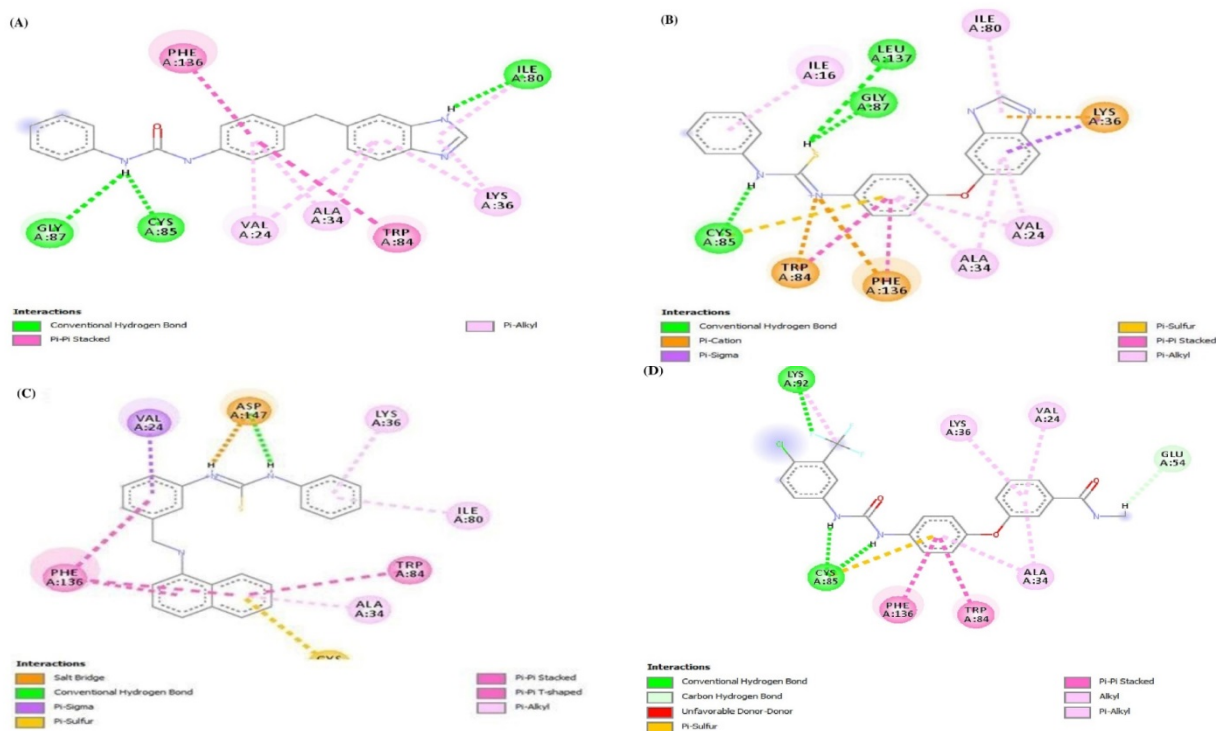 (A)
PHE
A:136
ILE
A:80
H
N
O
N
N
H
N
GLY
A:87
CYS
A:85
VAL
A:24
ALA
A:34
TRP
A:84
LYS
A:36
Interactions
Conventional Hydrogen Bond
Pi-Pi Stacked
Pi-Alkyl
(B)
ILE
A:80
LEU
A:137
ILE
A:16
GLY
A:87
LYS
A:36
H
S
N
N
N
H
N
O
CYS
A:85
TRP
A:84
PHE
A:136
ALA
A:34
VAL
A:24
Interactions
Conventional Hydrogen Bond
Pi-Cation
Pi-Sigma
Pi-Sulfur
Pi-Pi Stacked
Pi-Alkyl
(C)
VAL
A:24
ASP
A:147
LYS
A:36
H
H
N
N
S
ILE
A:80
N
PHE
A:136
TRP
A:84
ALA
A:34
CYS
Interactions
Salt Bridge
Conventional Hydrogen Bond
Pi-Sigma
Pi-Sulfur
Pi-Pi Stacked
Pi-Pi T-shaped
Pi-Alkyl
(D)
LYS
A:92
LYS
A:36
VAL
A:24
GLU
A:54
O
O
H
N
H
N
N
H
O
CYS
A:85
PHE
A:136
TRP
A:84
ALA
A:34
Interactions
Conventional Hydrogen Bond
Carbon Hydrogen Bond
Unfavorable Donor-Donor
Pi-Sulfur
Pi-Pi Stacked
Alkyl
Pi-Alkyl